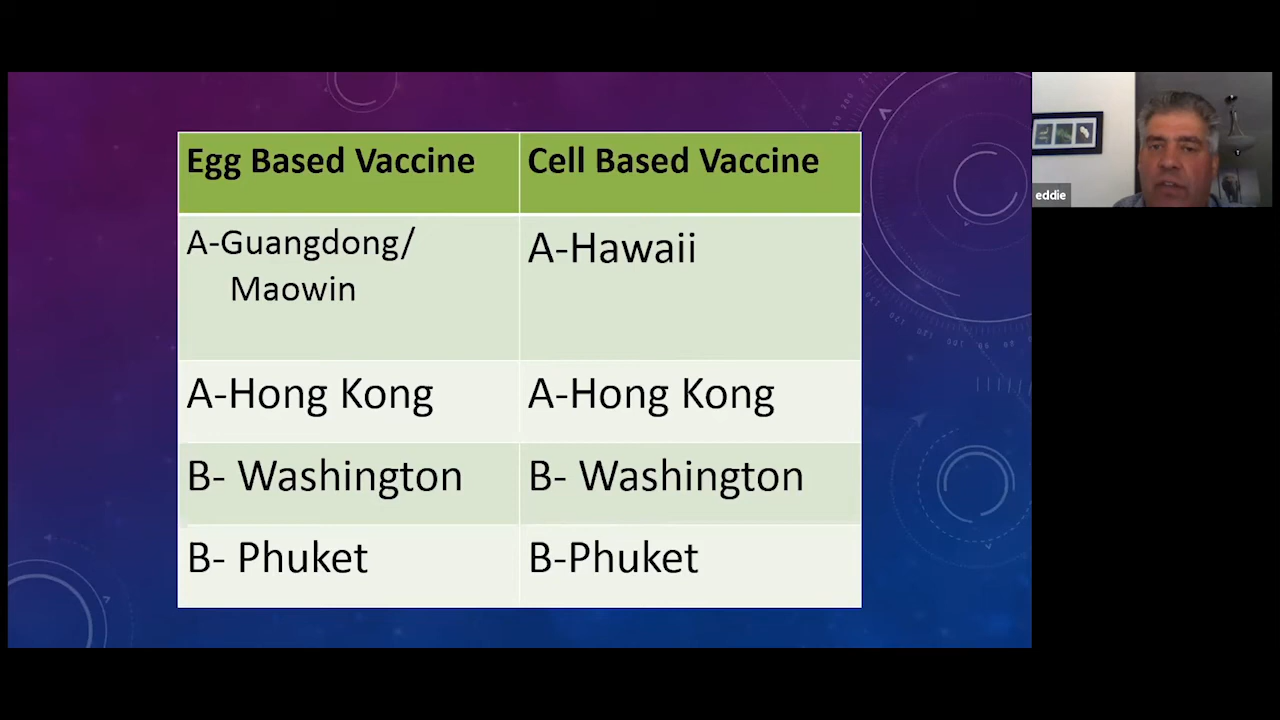 Egg Based Vaccine
Cell Based Vaccine
A-Guangdong/
Maowin
A-Hawaii
A-Hong Kong
A-Hong Kong
B- Washington
B- Washington
B- Phuket
B-Phuket
eddie